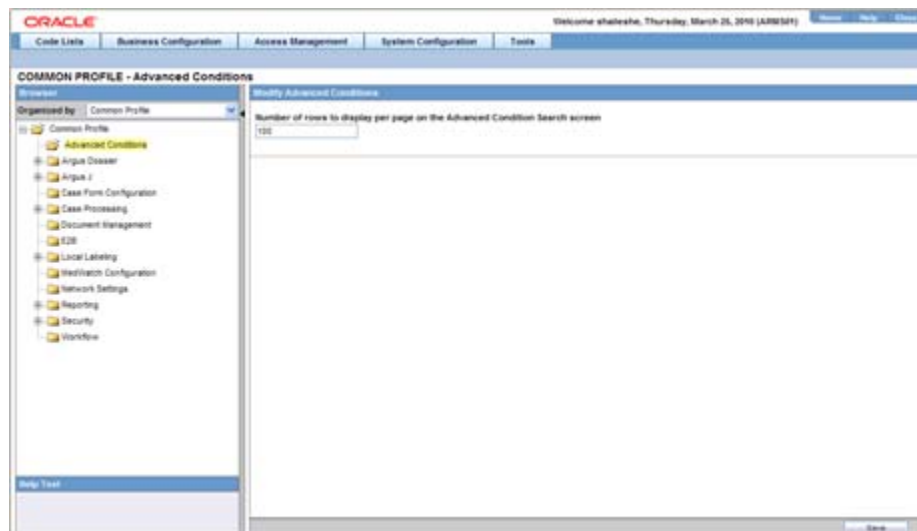 ORACLE
Welcome shaileshe, Thursday, March 25, 2010 (ARM501)
Home Help Close
Code Lists Business Configuration Access Management System Configuration Tools
COMMON PROFILE - Advanced Conditions
Browser
Organized by Common Profile
Common Profile
Advanced Conditions
Argus Dossier
Argus J
Case Form Configuration
Case Processing
Document Management
E2B
Local Labeling
MedWatch Configuration
Network Settings
Reporting
Security
Workflow
Help Text
Modify Advanced Conditions
Number of rows to display per page on the Advanced Condition Search screen
100
Save